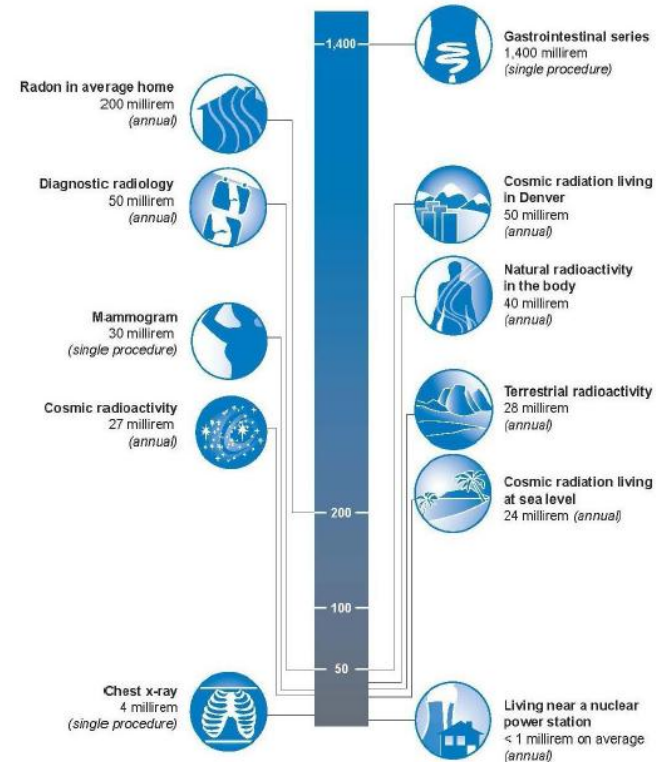 Gastrointestinal series
1,400 millirem
(single procedure)
1,400
Radon in average home
200 millirem
(annual)
Diagnostic radiology
50 millirem
(annual)
Cosmic radiation living
in Denver
50 millirem
(annual)
Natural radioactivity
in the body
40 millirem
(annual)
Mammogram
30 millirem
(single procedure)
Terrestrial radioactivity
28 millirem
(annual)
Cosmic radioactivity
27 millirem
(annual)
Cosmic radiation living
at sea level
24 millirem (annual)
200
100
50
Chest x-ray
4 millirem
(single procedure)
Living near a nuclear
power station
< 1 millirem on average
(annual)